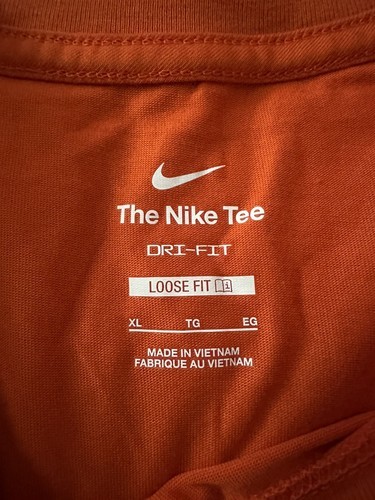 The Nike Tee
DRI-FIT
LOOSE FIT
XL TG EG
MADE IN VIETNAM
FABRIQUE AU VIETNAM